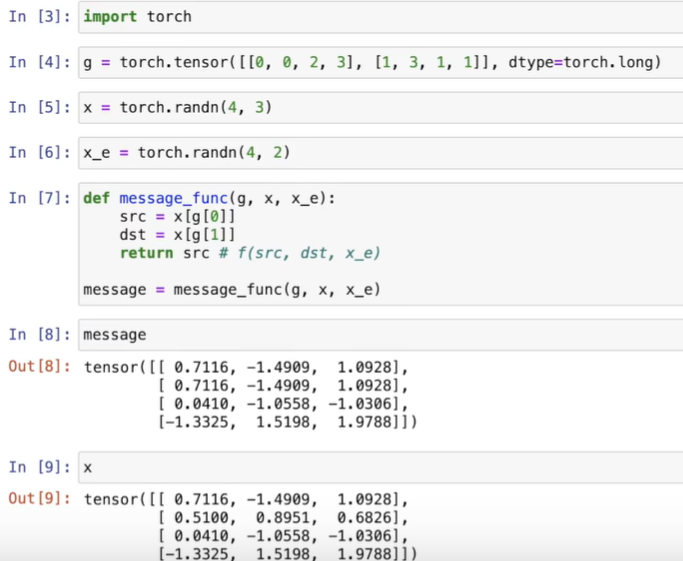 In [3]: import torch
In [4]: g = torch.tensor([[0, 0, 2, 3], [1, 3, 1, 1]], dtype=torch.long)
In [5]: x = torch.randn(4, 3)
In [6]: x_e = torch.randn(4, 2)
In [7]: def message_func(g, x, x_e):
    src = x[g[0]]
    dst = x[g[1]]
    return src # f(src, dst, x_e)
message = message_func(g, x, x_e)
In [8]: message
Out[8]: tensor([[ 0.7116, -1.4909,  1.0928],
        [ 0.7116, -1.4909,  1.0928],
        [ 0.0410, -1.0558, -1.0306],
        [-1.3325,  1.5198,  1.9788]])
In [9]: x
Out[9]: tensor([[ 0.7116, -1.4909,  1.0928],
        [ 0.5100,  0.8951,  0.6826],
        [ 0.0410, -1.0558, -1.0306],
        [-1.3325,  1.5198,  1.9788]])